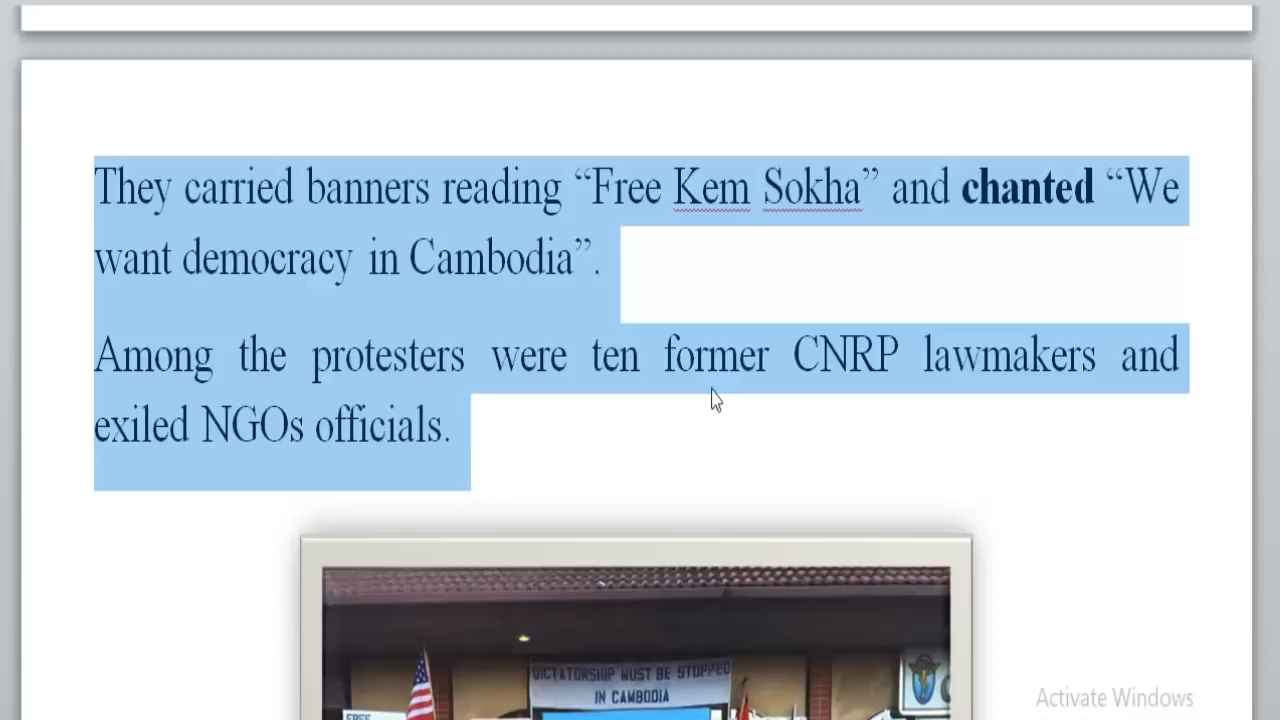 They carried banners reading “Free Kem Sokha” and chanted “We
want democracy in Cambodia”.
Among the protesters were ten former CNRP lawmakers and
exiled NGOs officials.
DICTATORSHIP MUST BE STOPPED
IN CAMBODIA
FREE
Activate Windows